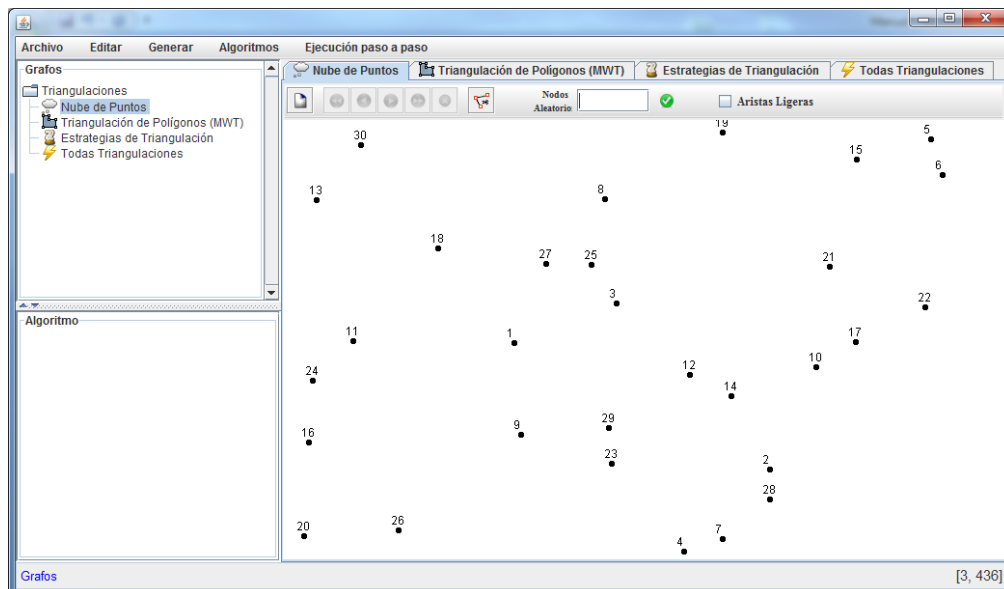 Archivo Editar Generar Algoritmos Ejecución paso a paso
Grafos
Triangulaciones
Nube de Puntos
Triangulación de Polígonos (MWT)
Estrategias de Triangulación
Todas Triangulaciones
Nube de Puntos Triangulación de Polígonos (MWT) Estrategias de Triangulación Todas Triangulaciones
Nodos
Aleatorio
Aristas Ligeras
19
30
5
15
6
13
8
18
27
25
21
3
22
11
1
17
24
12
10
14
16
9
29
23
2
28
20
26
4
7
Algoritmo
Grafos
[3, 436]